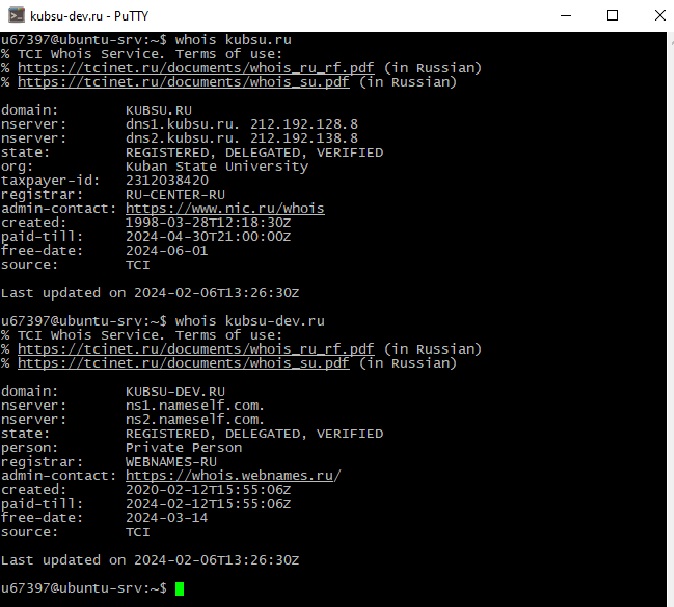 kubsu-dev.ru - PuTTY
u67397@ubuntu-srv:~$ whois kubsu.ru
% TCI Whois Service. Terms of use:
% https://tcinet.ru/documents/whois_ru_rf.pdf (in Russian)
% https://tcinet.ru/documents/whois_su.pdf (in Russian)
domain: KUBSU.RU
nserver: dns1.kubsu.ru. 212.192.128.8
nserver: dns2.kubsu.ru. 212.192.138.8
state: REGISTERED, DELEGATED, VERIFIED
org: Kuban State University
taxpayer-id: 2312038420
registrar: RU-CENTER-RU
admin-contact: https://www.nic.ru/whois
created: 1998-03-28T12:18:30Z
paid-till: 2024-04-30T21:00:00Z
free-date: 2024-06-01
source: TCI
Last updated on 2024-02-06T13:26:30Z
u67397@ubuntu-srv:~$ whois kubsu-dev.ru
% TCI Whois Service. Terms of use:
% https://tcinet.ru/documents/whois_ru_rf.pdf (in Russian)
% https://tcinet.ru/documents/whois_su.pdf (in Russian)
domain: KUBSU-DEV.RU
nserver: ns1.nameself.com.
nserver: ns2.nameself.com.
state: REGISTERED, DELEGATED, VERIFIED
person: Private Person
registrar: WEBNAMES-RU
admin-contact: https://whois.webnames.ru/
created: 2020-02-12T15:55:06Z
paid-till: 2024-02-12T15:55:06Z
free-date: 2024-03-14
source: TCI
Last updated on 2024-02-06T13:26:30Z
u67397@ubuntu-srv:~$